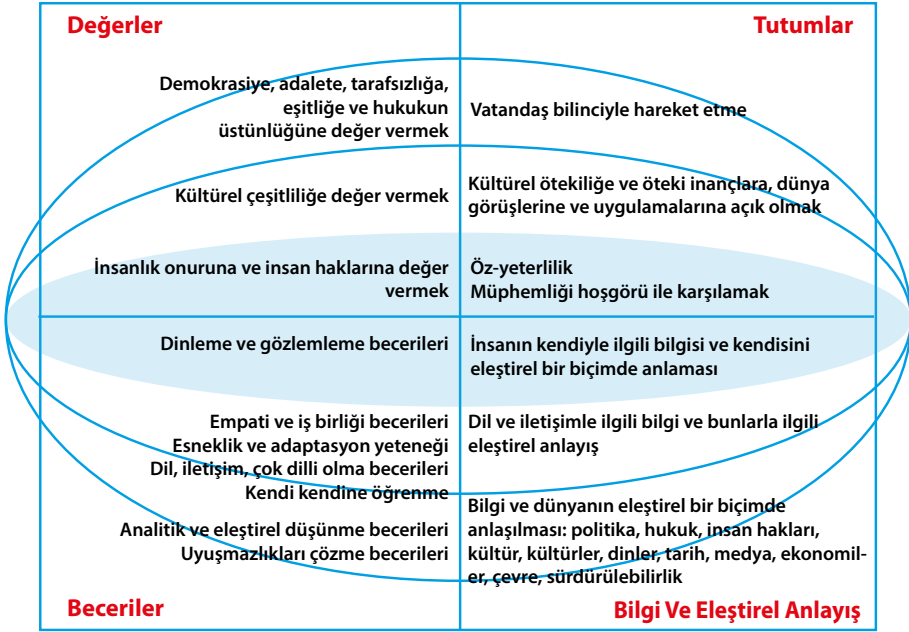 Değerler
Demokrasiye, adalete, tarafsızlığa,
eşitliğe ve hukukun
üstünlüğüne değer vermek
Kültürel çeşitliliğe değer vermek
İnsanlık onuruna ve insan haklarına değer
vermek
Tutumlar
Vatandaş bilinciyle hareket etme
Kültürel ötekiliğe ve öteki inançlara, dünya
görüşlerine ve uygulamalarına açık olmak
Öz-yeterlilik
Müphemliği hoşgörü ile karşılamak
Dinleme ve gözlemleme becerileri
Empati ve iş birliği becerileri
Esneklik ve adaptasyon yeteneği
Dil, iletişim, çok dilli olma becerileri
Kendi kendine öğrenme
Analitik ve eleştirel düşünme becerileri
Uyuşmazlıkları çözme becerileri
Beceriler
İnsanın kendiyle ilgili bilgisi ve kendisini
eleştirel bir biçimde anlaması
Dil ve iletişimle ilgili bilgi ve bunlarla ilgili
eleştirel anlayış
Bilgi ve dünyanın eleştirel bir biçimde
anlaşılması: politika, hukuk, insan hakları,
kültür, kültürler, dinler, tarih, medya, ekonomil-
er, çevre, sürdürülebilirlik
Bilgi Ve Eleştirel Anlayış